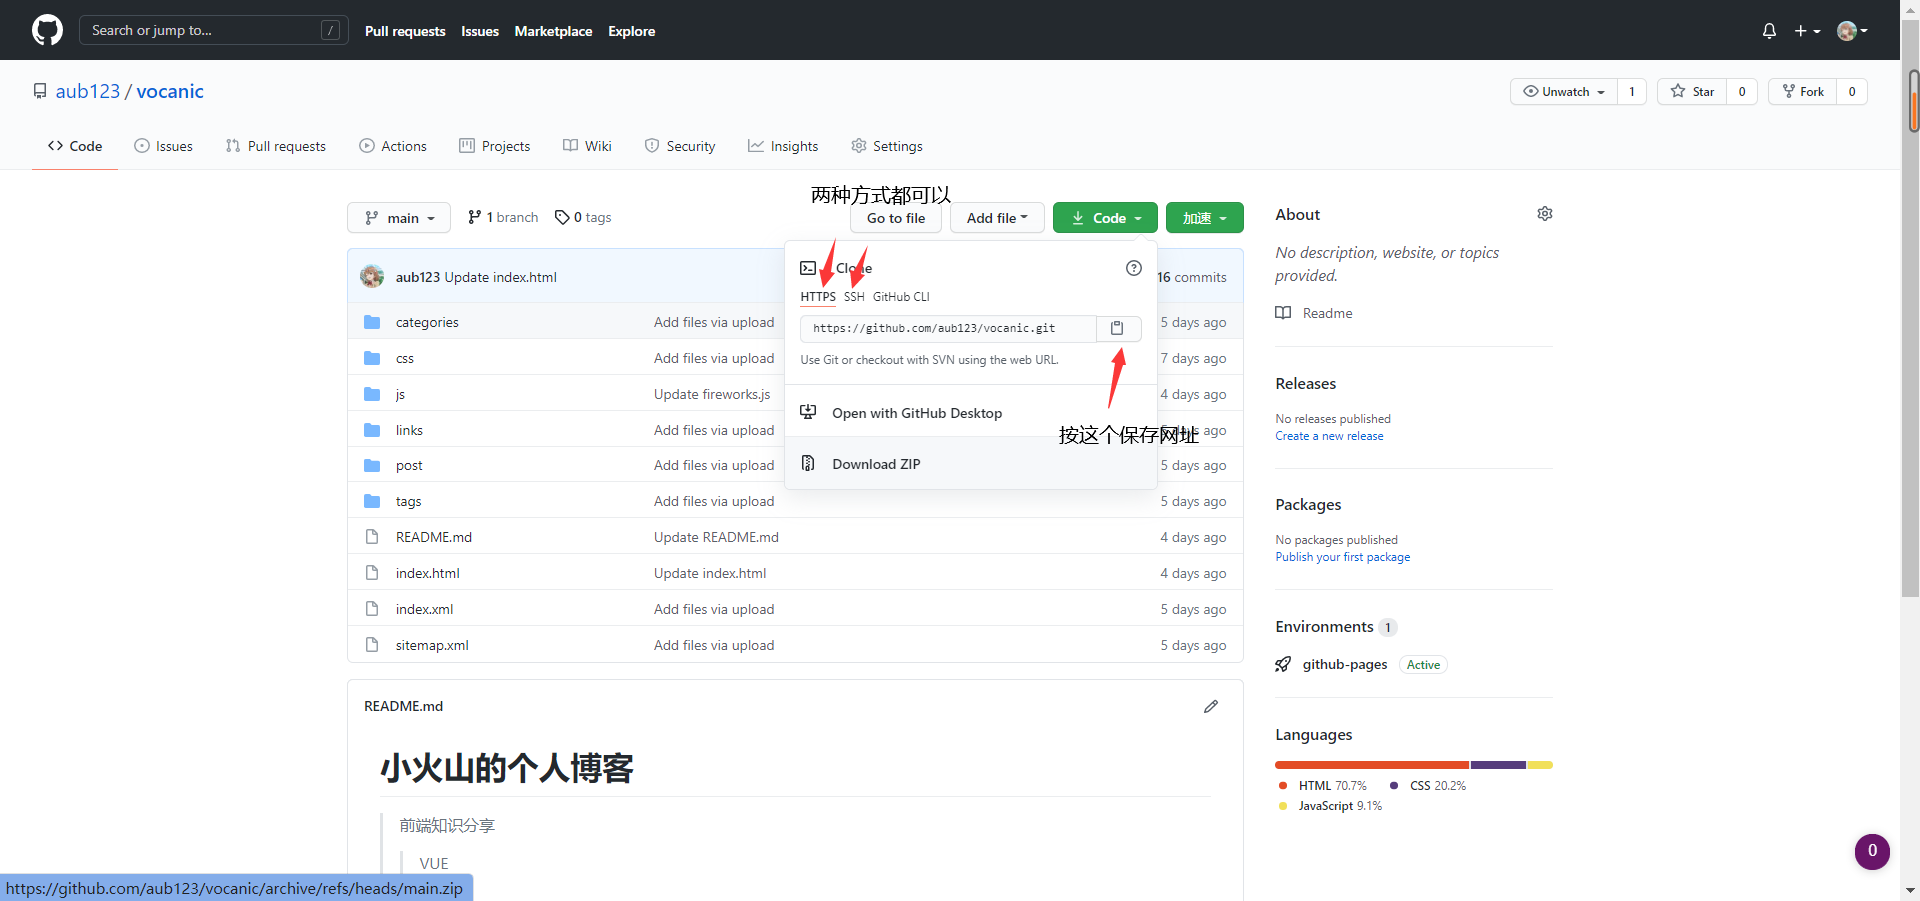 Search or jump to... /
Pull requests Issues Marketplace Explore
aub123 / vocanic
Unwatch 1 Star 0 Fork 0
Code Issues Pull requests Actions Projects Wiki Security Insights Settings
两种方式都可以
main 1 branch 0 tags Go to file Add file Code 加速
aub123 Update index.html 16 commits
Clone
HTTPS SSH GitHub CLI
https://github.com/aub123/vocanic.git
Use Git or checkout with SVN using the web URL.
Open with GitHub Desktop
按这个保存网址
Download ZIP
categories Add files via upload 5 days ago
css Add files via upload 7 days ago
js Update fireworks.js 4 days ago
links Add files via upload days ago
post Add files via upload 5 days ago
tags Add files via upload 5 days ago
README.md Update README.md 4 days ago
index.html Update index.html 4 days ago
index.xml Add files via upload 5 days ago
sitemap.xml Add files via upload 5 days ago
README.md
小火山的个人博客
前端知识分享
VUE
About
No description, website, or topics
provided.
Readme
Releases
No releases published
Create a new release
Packages
No packages published
Publish your first package
Environments 1
github-pages Active
Languages
HTML 70.7% CSS 20.2%
JavaScript 9.1%
0
https://github.com/aub123/vocanic/archive/refs/heads/main.zip